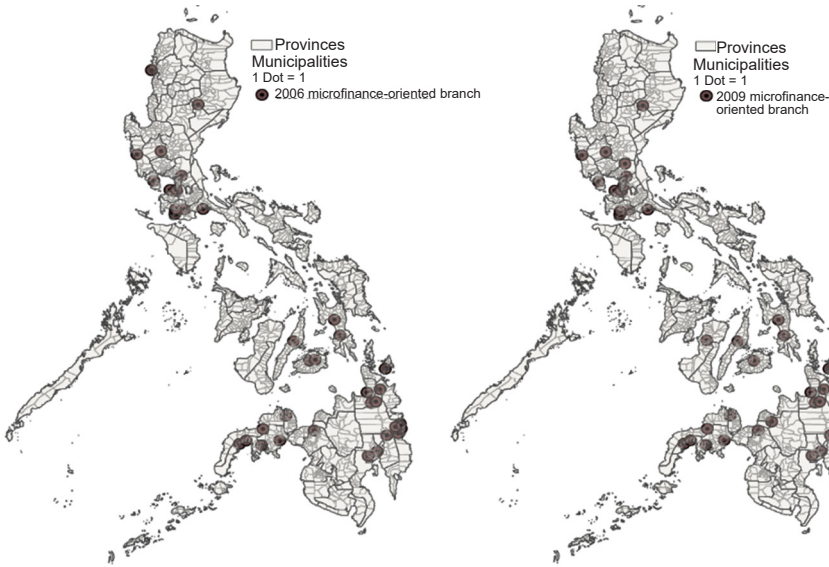 Provinces
Municipalities
1 Dot = 1
2006 microfinance-oriented branch
Provinces
Municipalities
1 Dot = 1
2009 microfinance-
oriented branch